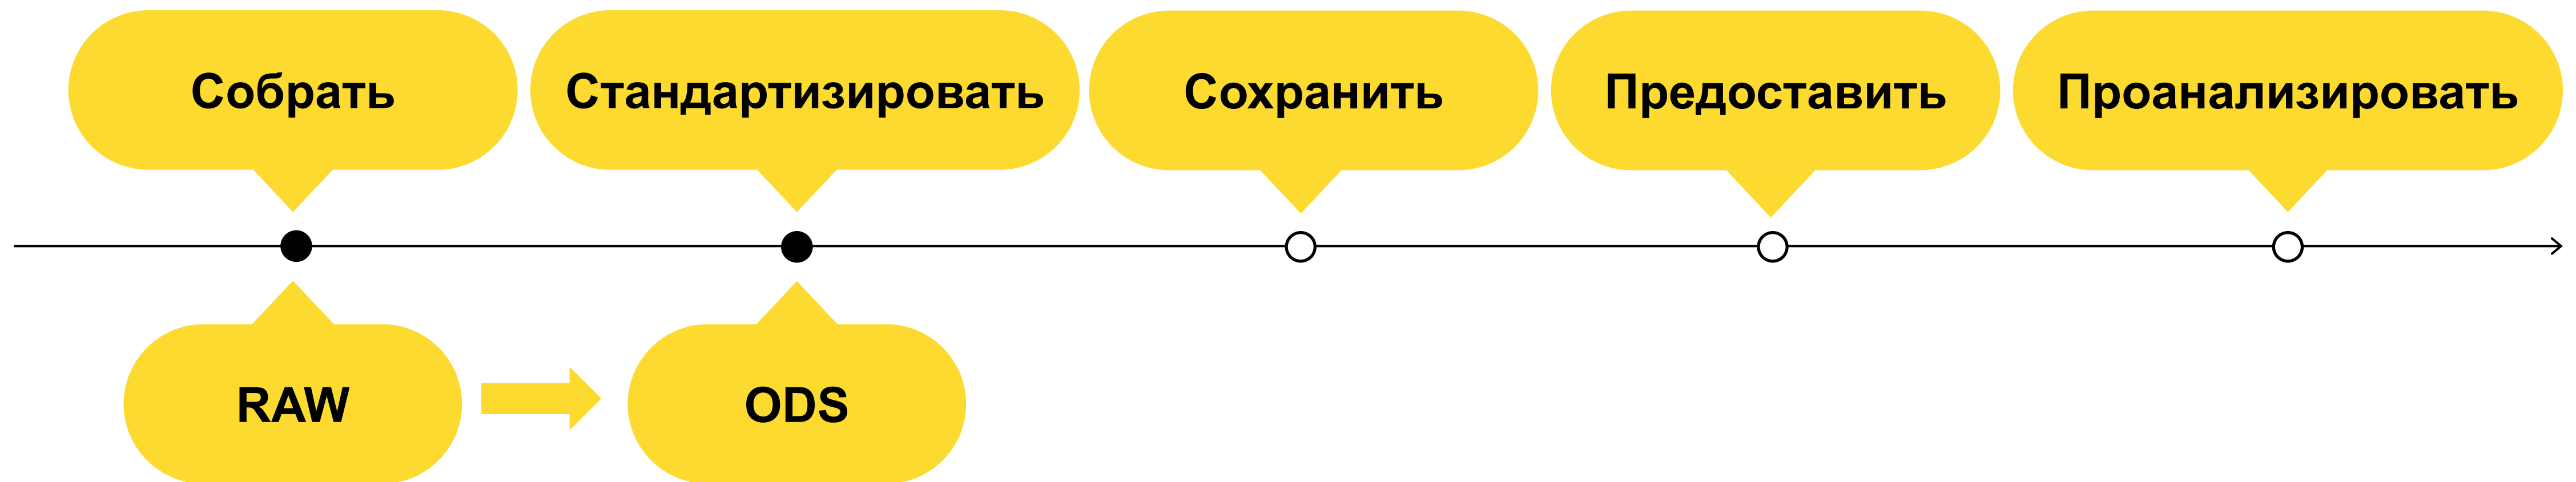 Собрать
Стандартизировать
Сохранить
Предоставить
Проанализировать
RAW
ODS